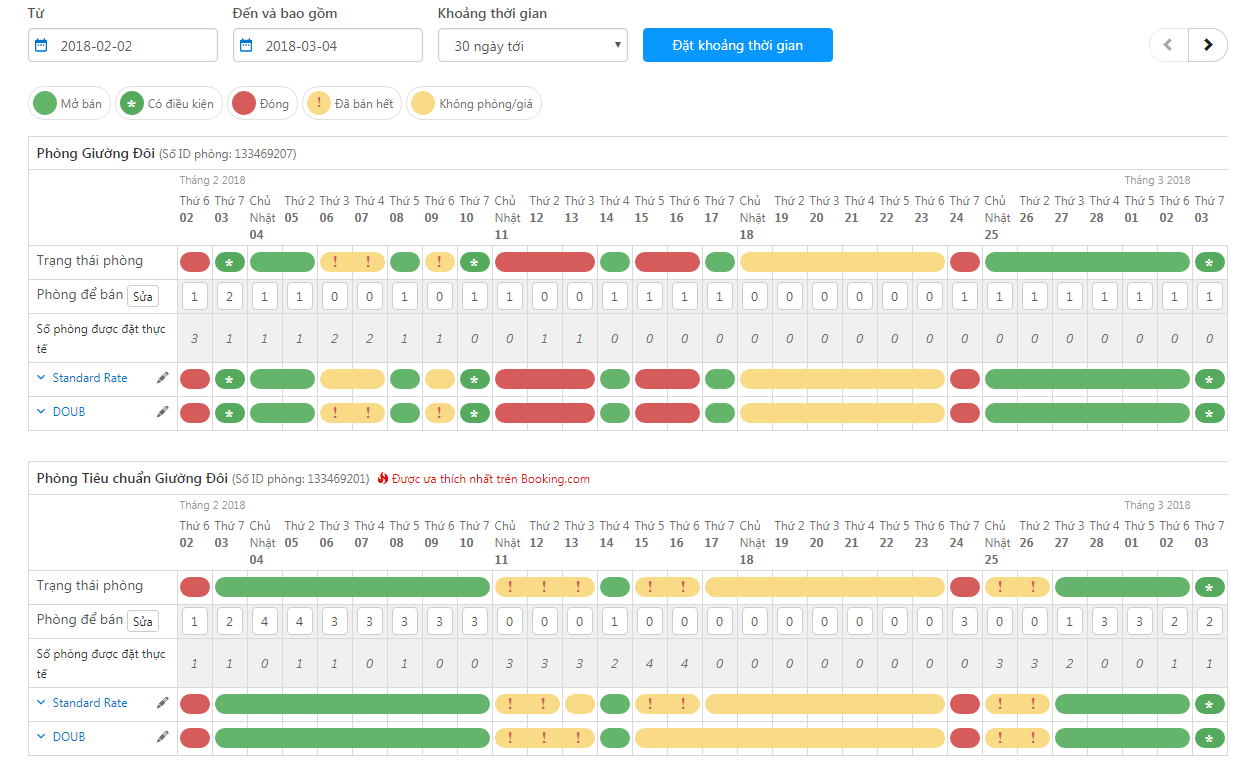 Từ Đến và bao gồm Khoảng thời gian
2018-02-02 2018-03-04 30 ngày tới Đặt khoảng thời gian
Mở bán * Có điều kiện Đóng ! Đã bán hết Không phòng/giá
Phòng Giường Đôi (Số ID phòng: 133469207)
Tháng 2 2018 Tháng 3 2018
Thứ 6 Thứ 7 Chủ Thứ 2 Thứ 3 Thứ 4 Thứ 5 Thứ 6 Thứ 7 Chủ Thứ 2 Thứ 3 Thứ 4 Thứ 5 Thứ 6 Thứ 7 Chủ Thứ 2 Thứ 3 Thứ 4 Thứ 5 Thứ 6 Thứ 7 Chủ Thứ 2 Thứ 3 Thứ 4 Thứ 5 Thứ 6 Thứ 7
02 03 Nhật 05 06 07 08 09 10 Nhật 12 13 14 15 16 17 Nhật 19 20 21 22 23 24 Nhật 26 27 28 01 02 03
04 11 18 25
Trạng thái phòng * ! ! ! * *
Phòng để bán Sửa 1 2 1 1 0 0 1 0 1 1 0 0 1 1 1 1 0 0 0 0 0 0 1 1 1 1 1 1 1 1
Số phòng được đặt thực
tế 3 1 1 1 2 2 1 1 0 0 1 1 0 0 0 0 0 0 0 0 0 0 0 0 0 0 0 0 0 0
Standard Rate * * *
DOUB * ! ! ! * *
Phòng Tiêu chuẩn Giường Đôi (Số ID phòng: 133469201) Được ưa thích nhất trên Booking.com
Tháng 2 2018 Tháng 3 2018
Thứ 6 Thứ 7 Chủ Thứ 2 Thứ 3 Thứ 4 Thứ 5 Thứ 6 Thứ 7 Chủ Thứ 2 Thứ 3 Thứ 4 Thứ 5 Thứ 6 Thứ 7 Chủ Thứ 2 Thứ 3 Thứ 4 Thứ 5 Thứ 6 Thứ 7 Chủ Thứ 2 Thứ 3 Thứ 4 Thứ 5 Thứ 6 Thứ 7
02 03 Nhật 05 06 07 08 09 10 Nhật 12 13 14 15 16 17 Nhật 19 20 21 22 23 24 Nhật 26 27 28 01 02 03
04 11 18 25
Trạng thái phòng ! ! ! ! ! ! ! *
Phòng để bán Sửa 1 2 4 4 3 3 3 3 3 0 0 0 1 0 0 0 0 0 0 0 0 0 3 0 0 1 3 3 2 2
Số phòng được đặt thực
tế 1 1 0 1 1 0 1 0 0 3 3 3 2 4 4 0 0 0 0 0 0 0 0 3 3 2 0 0 1 1
Standard Rate ! ! ! ! ! ! *
DOUB ! ! ! ! ! *